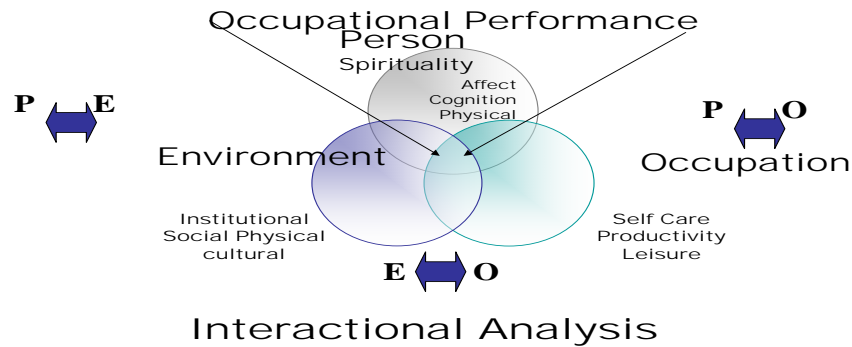 Occupational Performance
Person
Spirituality
Affect
Cognition
Physical
P E
P O
Environment
Occupation
Institutional
Social Physical
cultural
Self Care
Productivity
Leisure
E O
Interactional Analysis